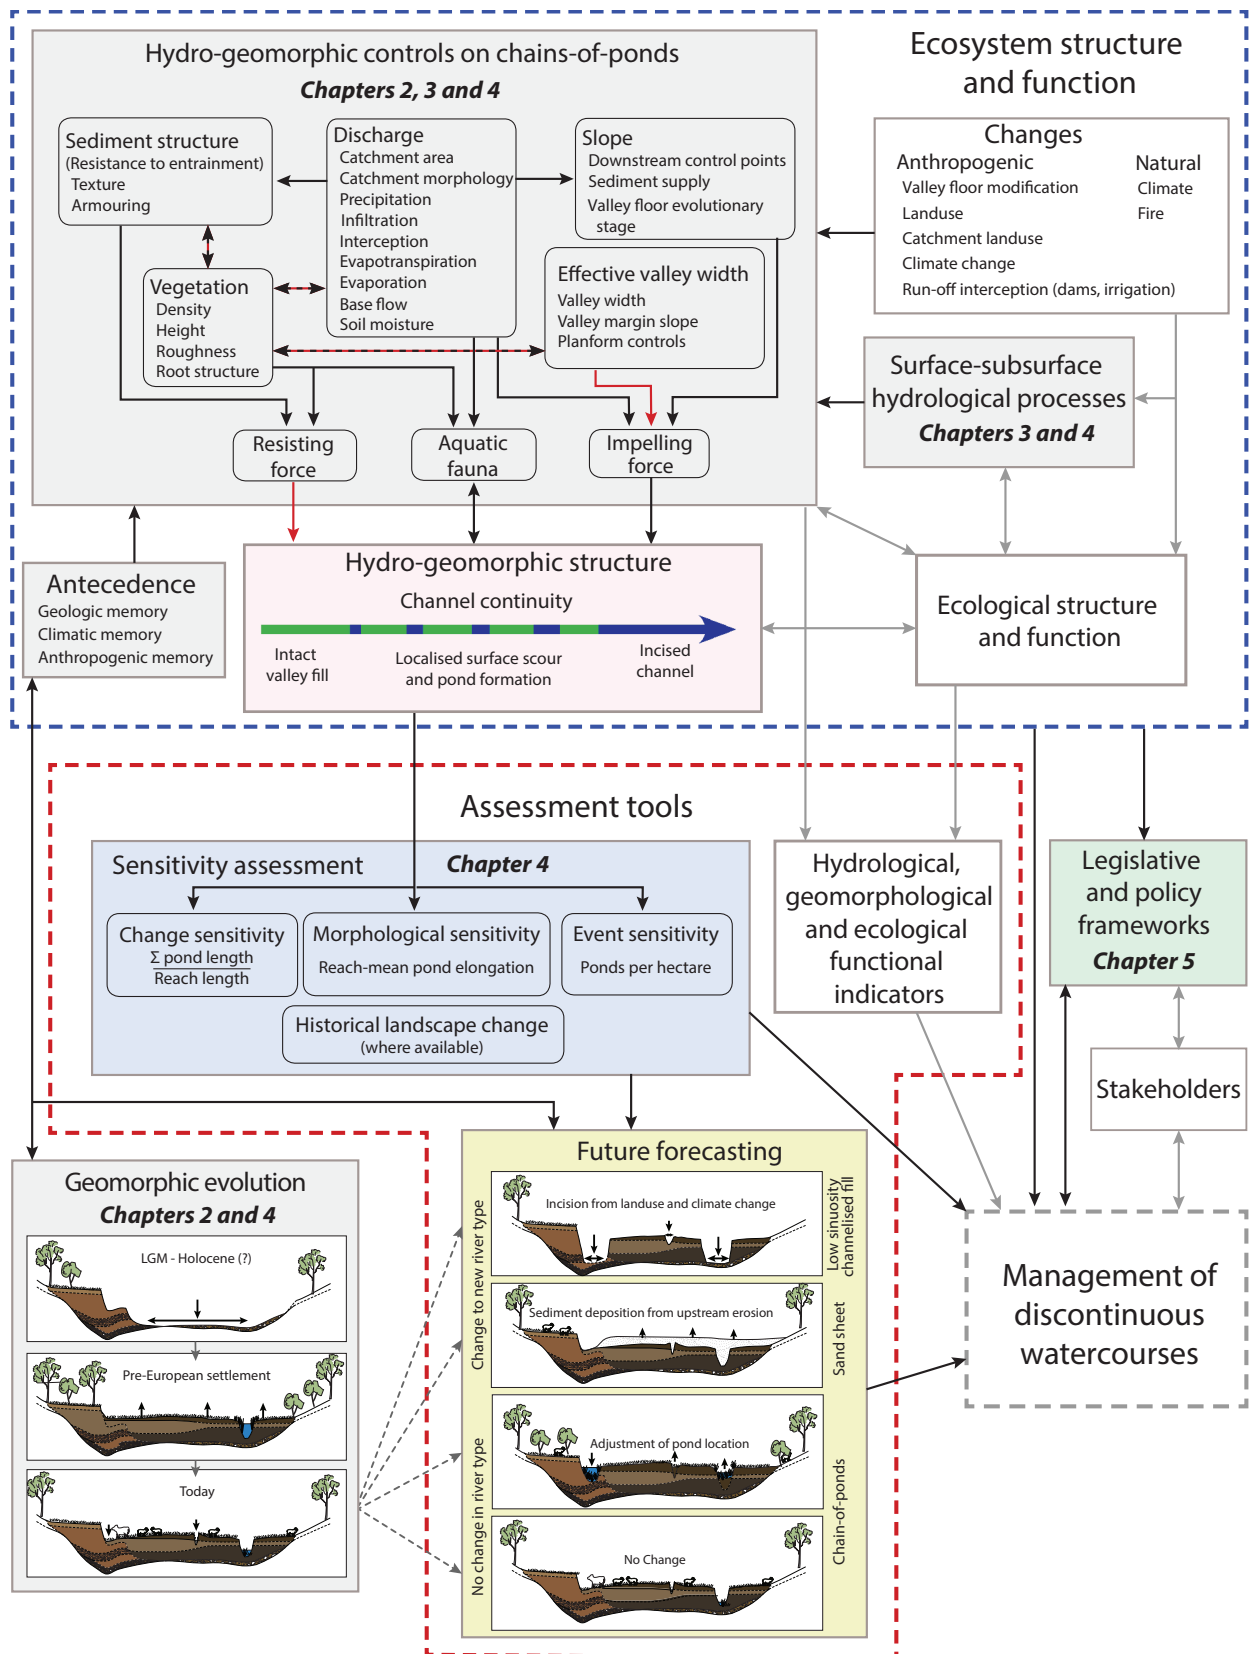 Ecosystem structure
and function
Hydro-geomorphic controls on chains-of-ponds
Chapters 2, 3 and 4
Sediment structure
(Resistance to entrainment)
Texture
Armouring
Discharge
Catchment area
Catchment morphology
Precipitation
Infiltration
Interception
Evapotranspiration
Evaporation
Base flow
Soil moisture
Slope
Downstream control points
Sediment supply
Valley floor evolutionary
stage
Vegetation
Density
Height
Roughness
Root structure
Effective valley width
Valley width
Valley margin slope
Planform controls
Resisting
force
Aquatic
fauna
Impelling
force
Changes
Anthropogenic
Valley floor modification
Landuse
Catchment landuse
Climate change
Run-off interception (dams, irrigation)
Natural
Climate
Fire
Surface-subsurface
hydrological processes
Chapters 3 and 4
Antecedence
Geologic memory
Climatic memory
Anthropogenic memory
Hydro-geomorphic structure
Channel continuity
Intact
valley fill
Localised surface scour
and pond formation
Incised
channel
Ecological structure
and function
Assessment tools
Sensitivity assessment
Chapter 4
Change sensitivity
Σ pond length
Reach length
Morphological sensitivity
Reach-mean pond elongation
Event sensitivity
Ponds per hectare
Historical landscape change
(where available)
Hydrological,
geomorphological
and ecological
functional
indicators
Legislative
and policy
frameworks
Chapter 5
Stakeholders
Geomorphic evolution
Chapters 2 and 4
LGM - Holocene (?)
Pre-European settlement
Today
Future forecasting
Change to new river type
No change in river type
Incision from landuse and climate change
Sediment deposition from upstream erosion
Adjustment of pond location
No Change
Low sinuosity
channelised fill
Sand sheet
Chain-of-ponds
Management of
discontinuous
watercourses